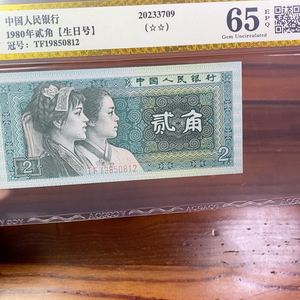 中国人民银行
1980年贰角【生日号】
冠号: TF19850812
20233709
(☆☆)
65 EPQ
Gem Uncirculated
中国人民银行
贰角
2 TF19850812 2